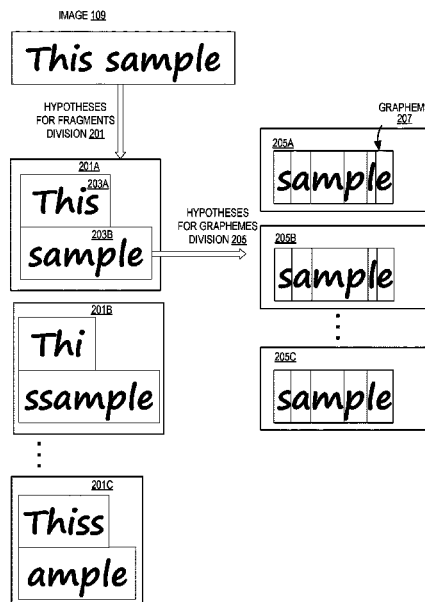 IMAGE 109
This sample
HYPOTHESES
FOR FRAGMENTS
DIVISION 201
201A
203A
This
203B
sample
HYPOTHESES
FOR GRAPHEMES
DIVISION 205
GRAPHEM
207
205A
sample
205B
sample
205C
sample
201B
Thi
ssample
201C
Thiss
ample